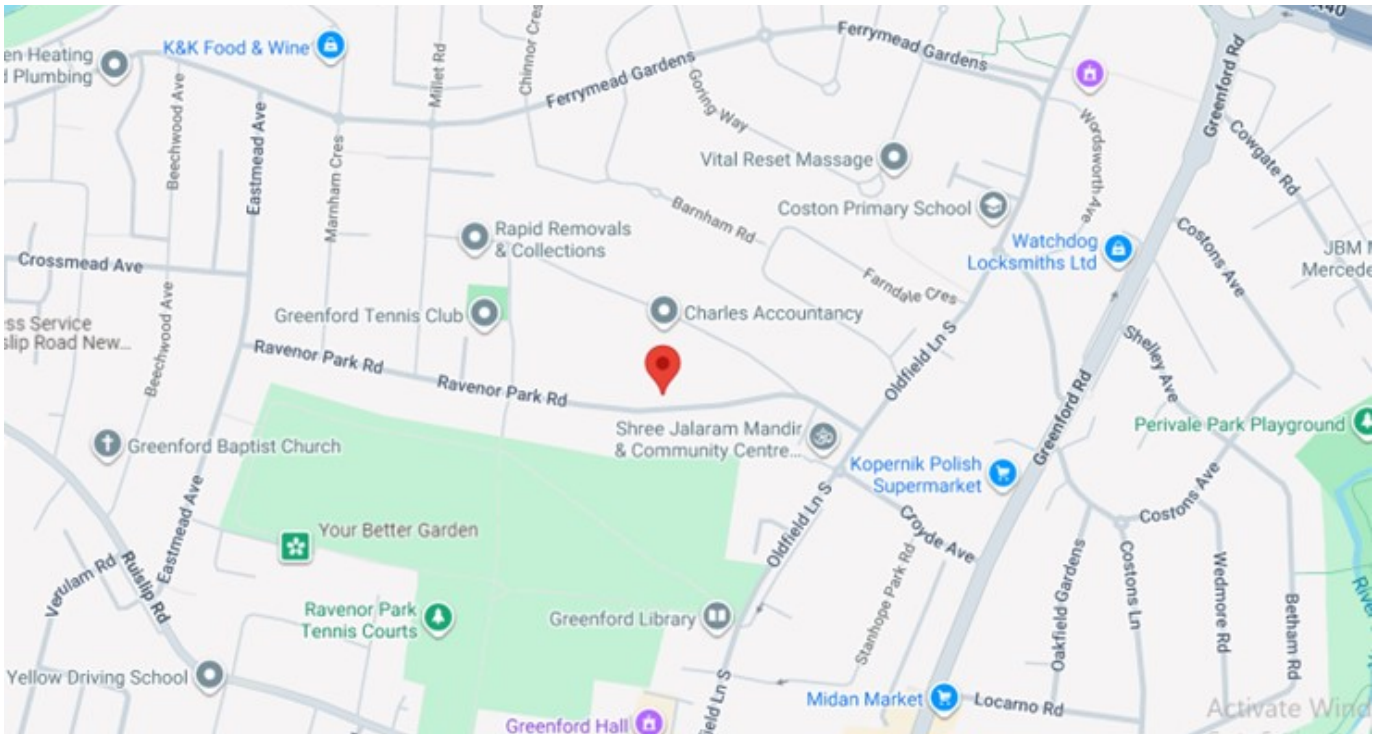 A40
en Heating
d Plumbing
K&K Food & Wine
Millet Rd
Chinnor Cres
Ferrymead Gardens
Ferrymead Gardens
Goring Way
Greenford Rd
Beechwood Ave
Eastmead Ave
Marnham Cres
Vital Reset Massage
Wordsworth Ave
Cowgate Rd
Barnham Rd
Coston Primary School
Rapid Removals
& Collections
Watchdog
Locksmiths Ltd
Costons Ave
JBM M
Mercede
Crossmead Ave
Farndale Cres
Greenford Tennis Club
Charles Accountancy
ess Service
slip Road New...
Beechwood Ave
Ravenor Park Rd
Ravenor Park Rd
Oldfield Ln S
Shelley Ave
Greenford Rd
Shree Jalaram Mandir
& Community Centre...
Perivale Park Playground
Greenford Baptist Church
Kopernik Polish
Supermarket
Costons Ave
Eastmead Ave
Your Better Garden
Oldfield Ln S
Croyde Ave
Verulam Rd
Ruislip Rd
Ravenor Park
Tennis Courts
Greenford Library
Stanhope Park Rd
Oakfield Gardens
Costons Ln
Wedmore Rd
Betham Rd
River
Yellow Driving School
Midan Market
Locarno Rd
Greenford Hall
field Ln S
Activate Wind